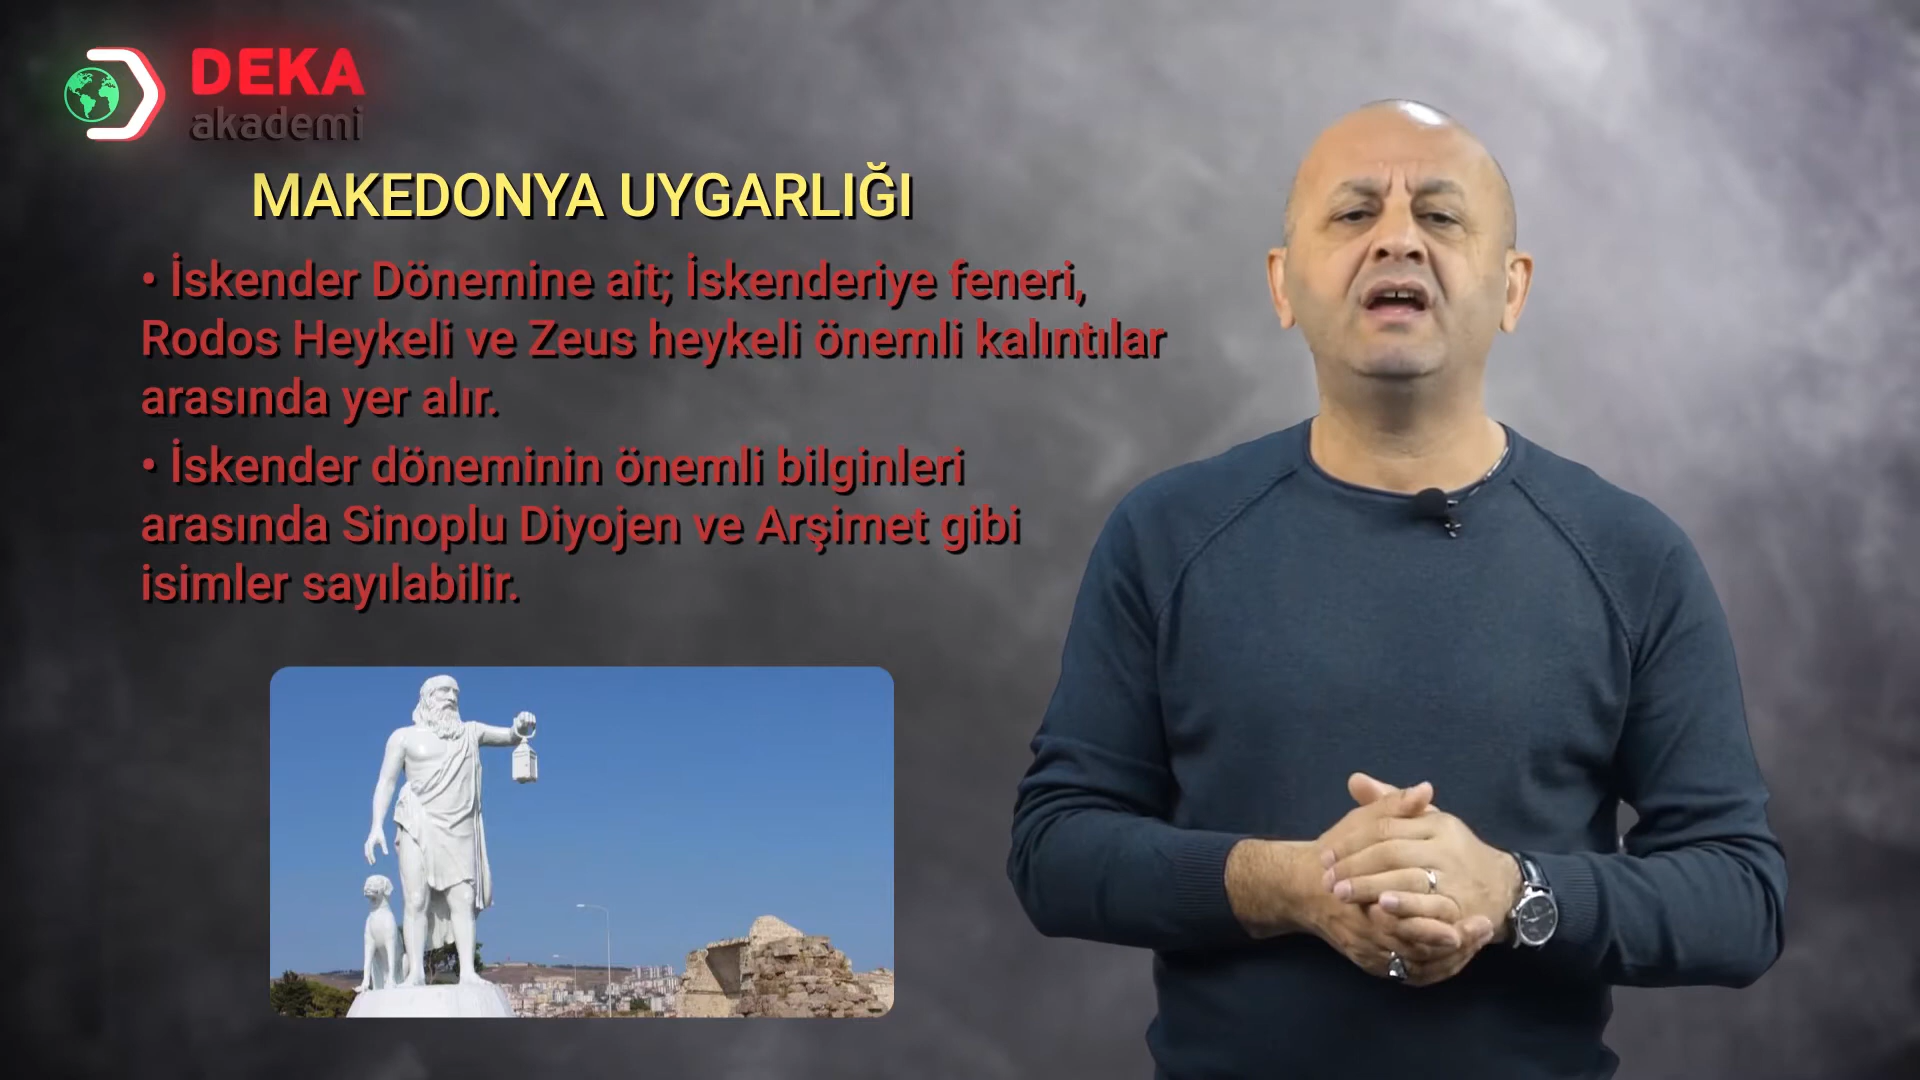 DEKA
akademi
MAKEDONYA UYGARLIĞI
• İskender Dönemine ait; İskenderiye feneri,
Rodos Heykeli ve Zeus heykeli önemli kalıntılar
arasında yer alır.
• İskender döneminin önemli bilginleri
arasında Sinoplu Diyojen ve Arşimet gibi
isimler sayılabilir.